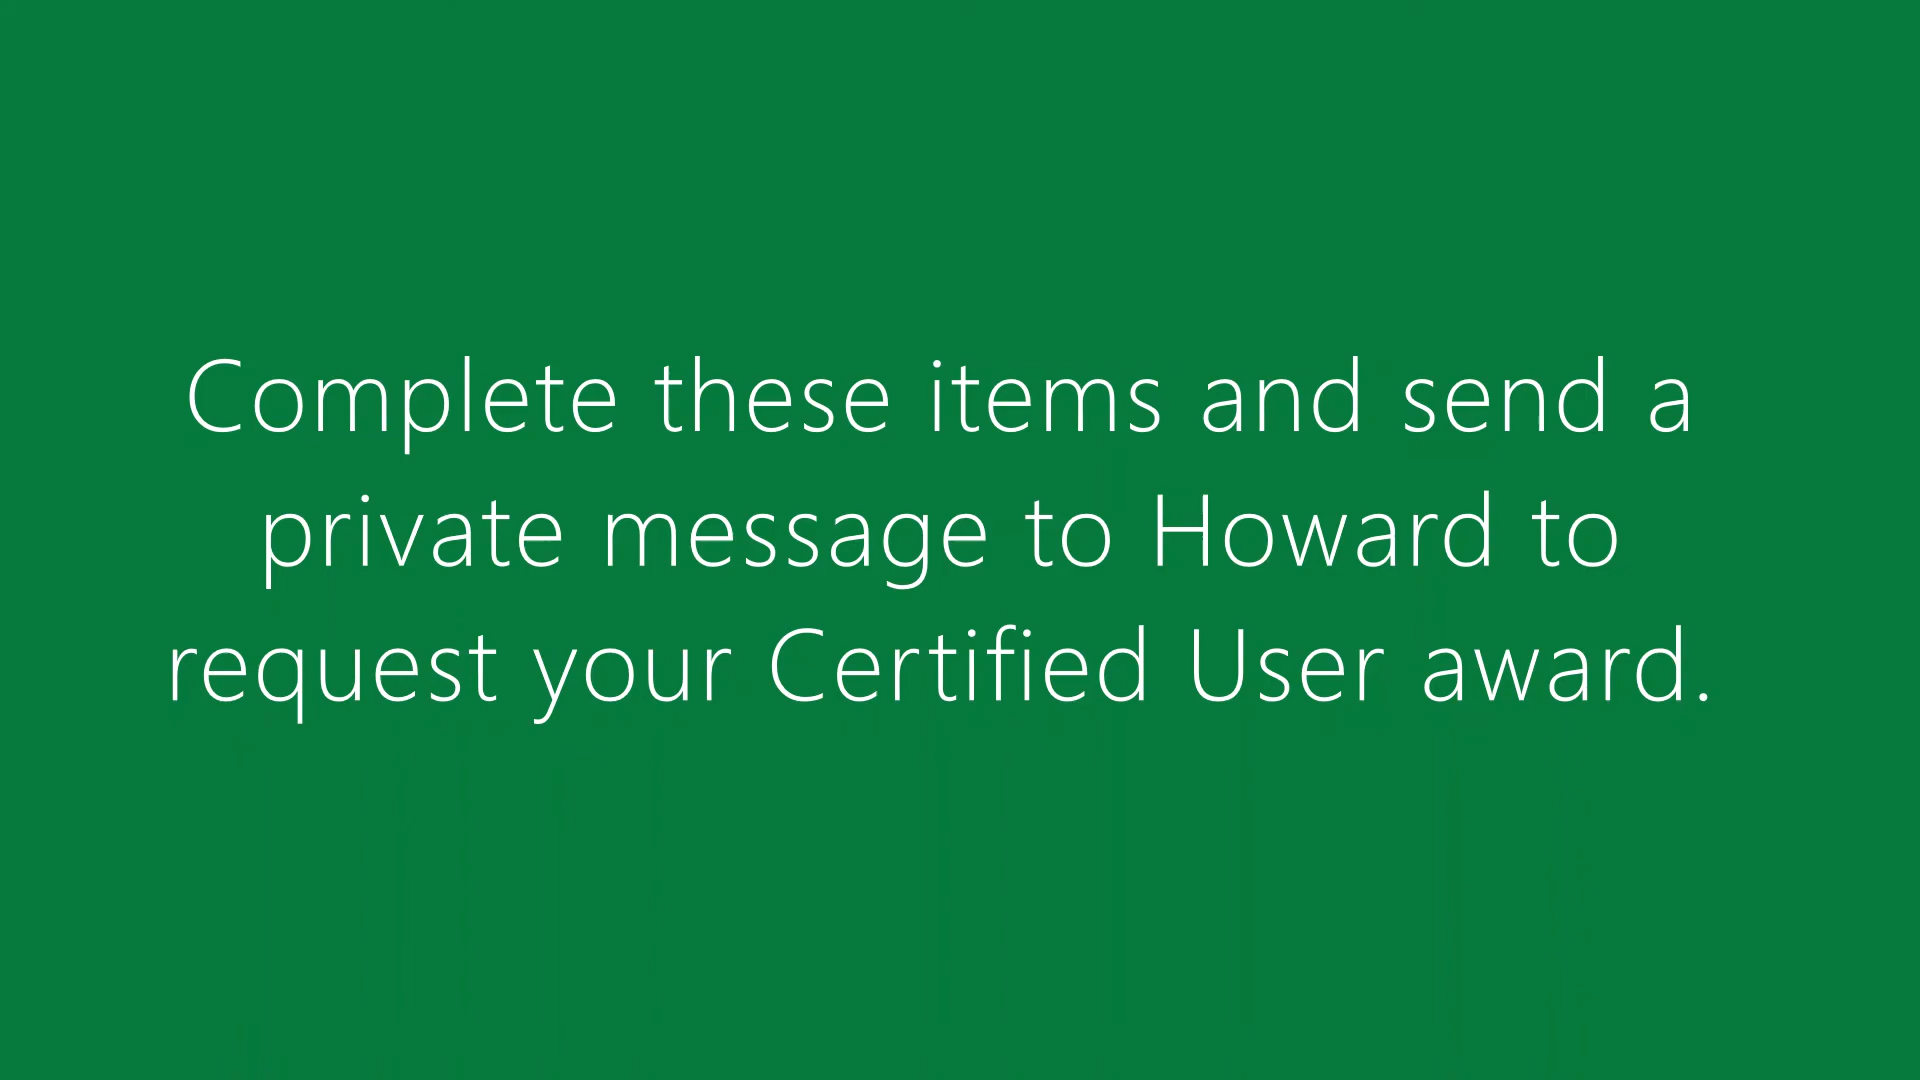 Complete these items and send a
private message to Howard to
request your Certified User award.